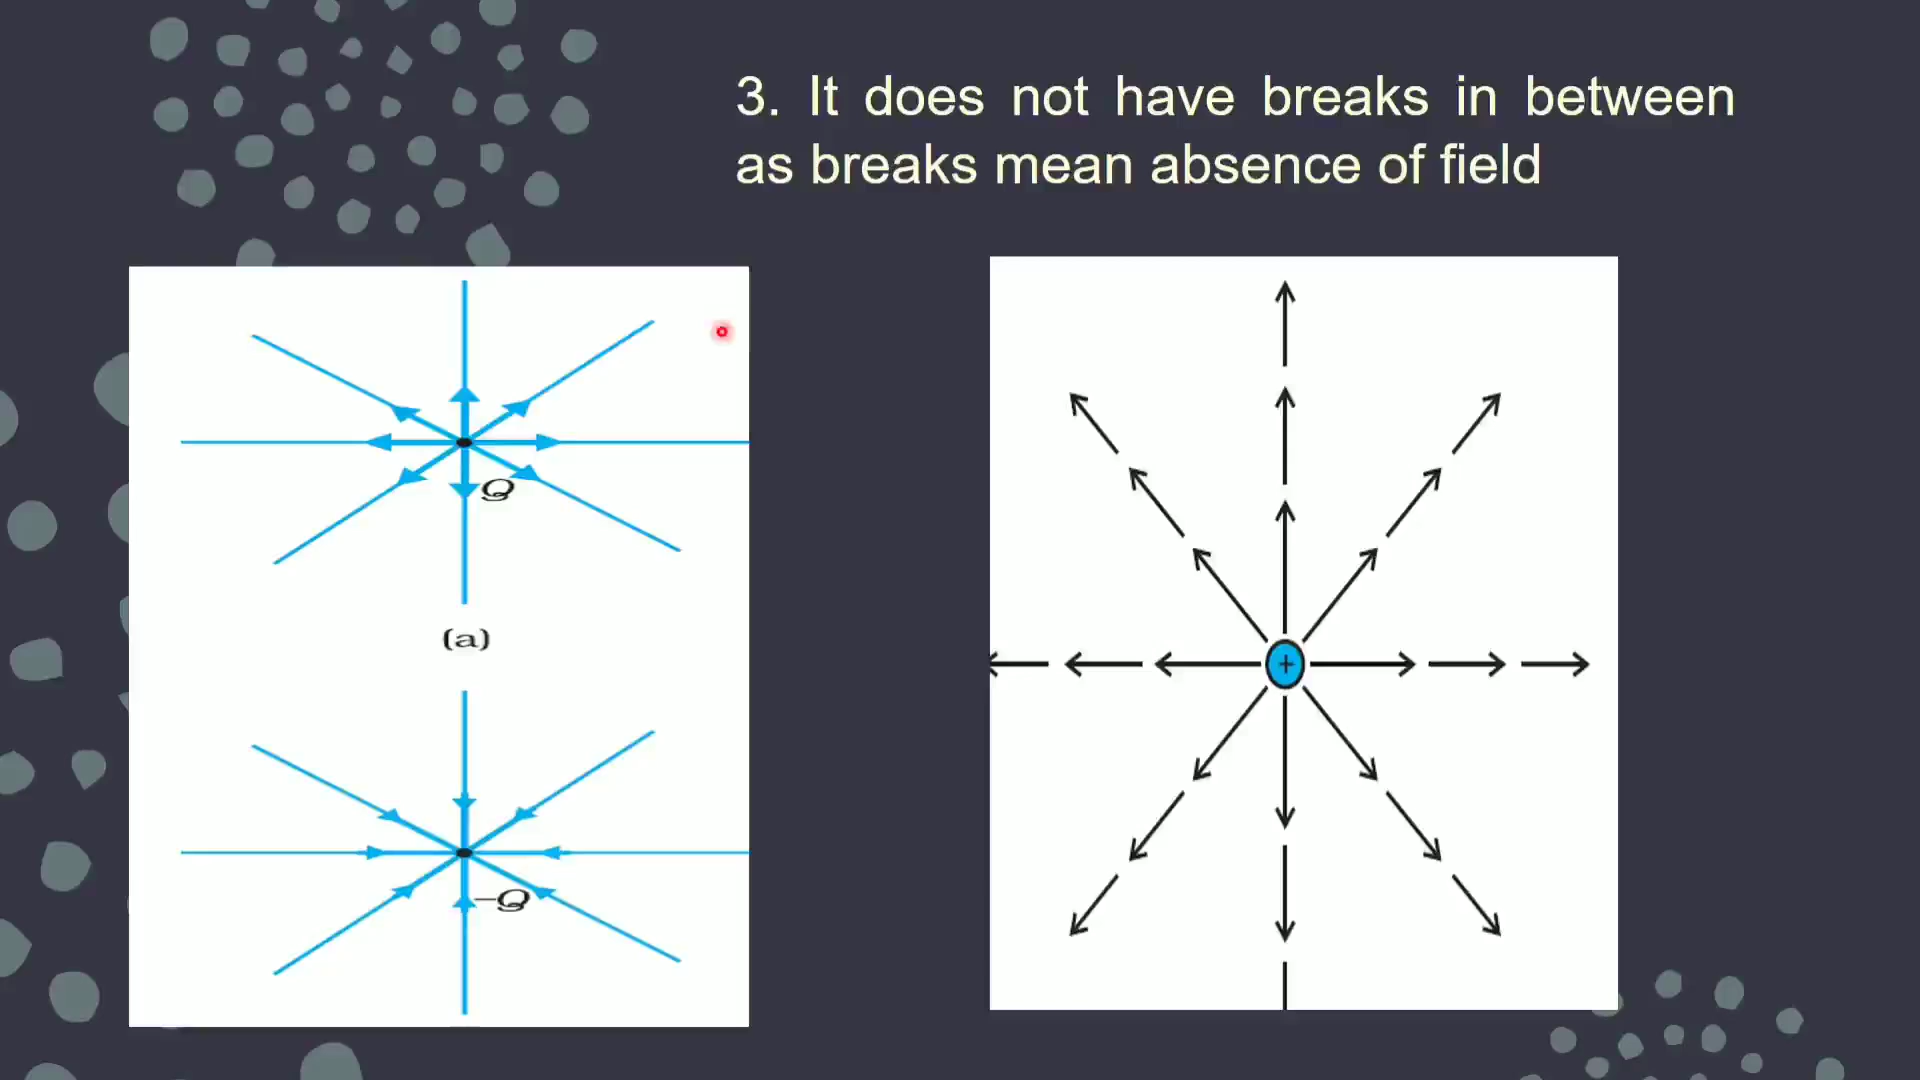 3. It does not have breaks in between
as breaks mean absence of field
Q
(a)
−Q
+